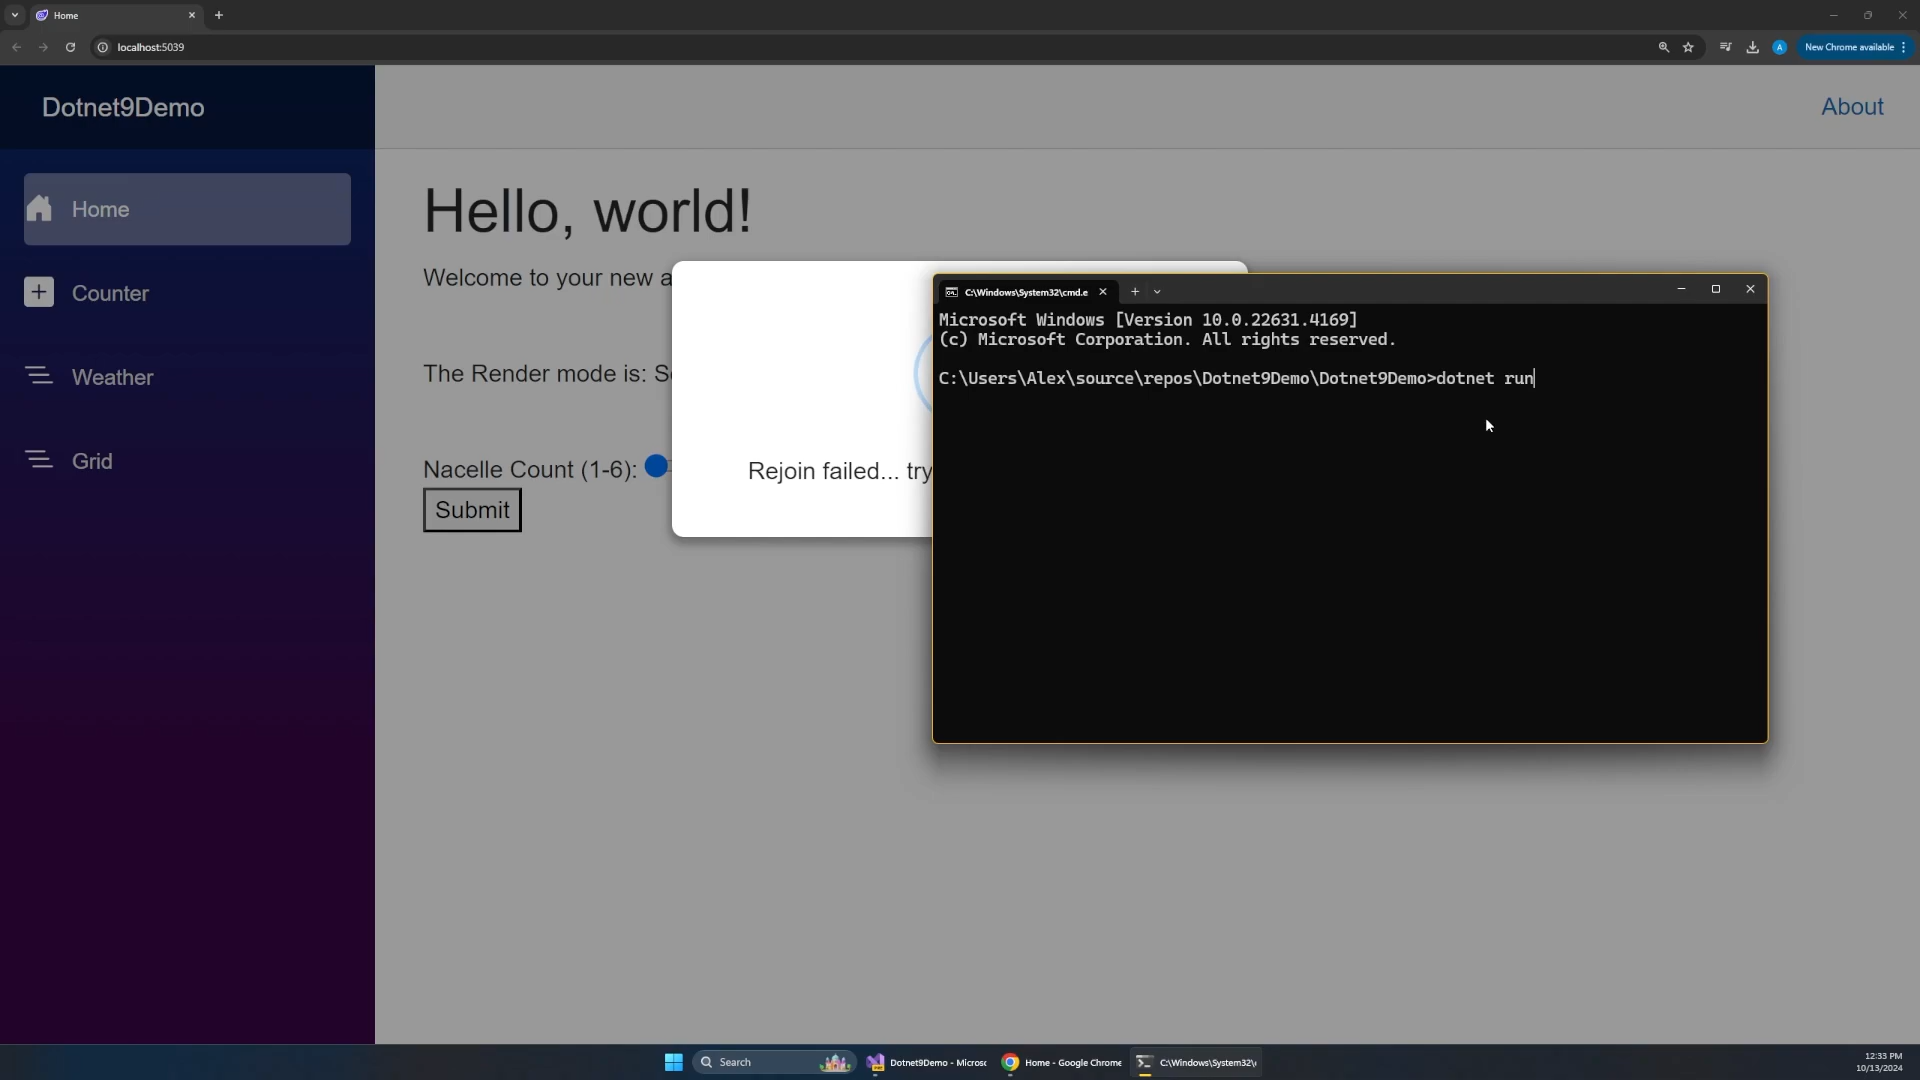 Home
localhost:5039
New Chrome available
A
Dotnet9Demo
About
Home
Counter
Weather
Grid
Hello, world!
Welcome to your new a
The Render mode is: S
Nacelle Count (1-6):
Submit
Rejoin failed... try
C:\Windows\System32\cmd.e
Microsoft Windows [Version 10.0.22631.4169]
(c) Microsoft Corporation. All rights reserved.
C:\Users\Alex\source\repos\Dotnet9Demo\Dotnet9Demo>dotnet run
Search
Dotnet9Demo - Microso
Home - Google Chrome
C:\Windows\System32\
12:33 PM
10/13/2024